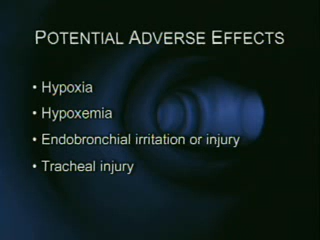 POTENTIAL ADVERSE EFFECTS
• Hypoxia
• Hypoxemia
• Endobronchial irritation or injury
• Tracheal injury